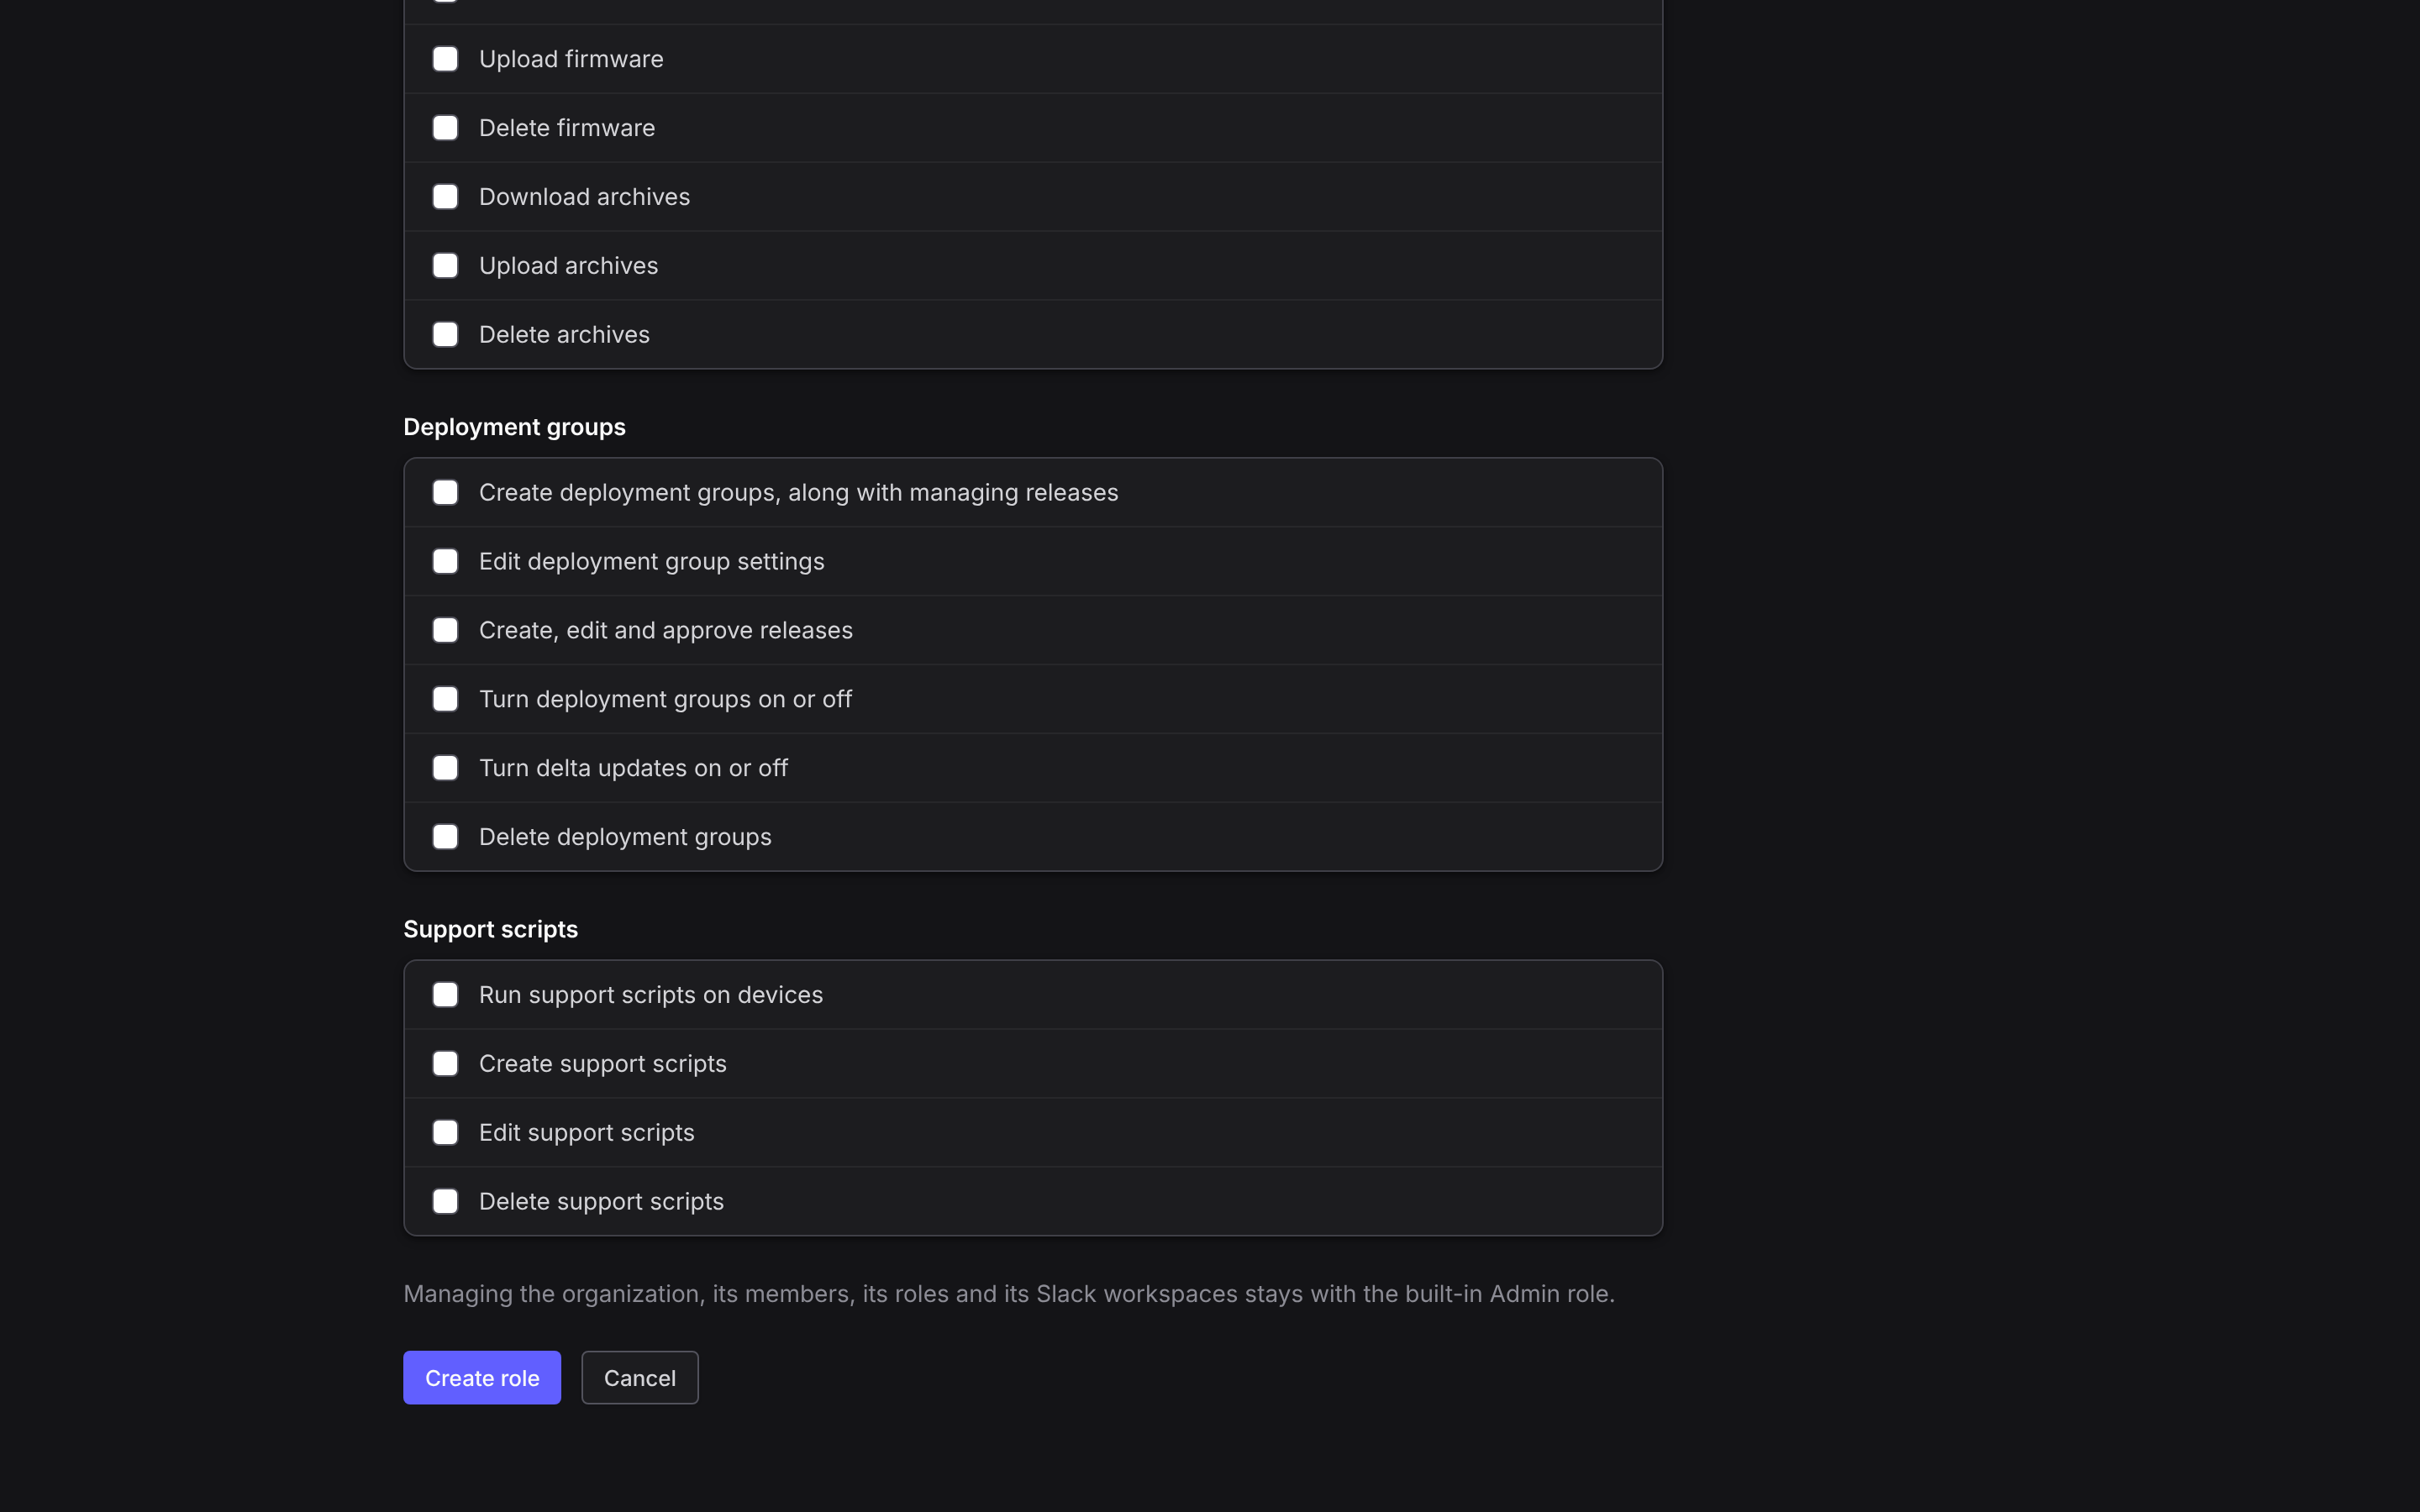 Upload firmware
Delete firmware
Download archives
Upload archives
Delete archives
Deployment groups
Create deployment groups, along with managing releases
Edit deployment group settings
Create, edit and approve releases
Turn deployment groups on or off
Turn delta updates on or off
Delete deployment groups
Support scripts
Run support scripts on devices
Create support scripts
Edit support scripts
Delete support scripts
Managing the organization, its members, its roles and its Slack workspaces stays with the built-in Admin role.
Create role
Cancel